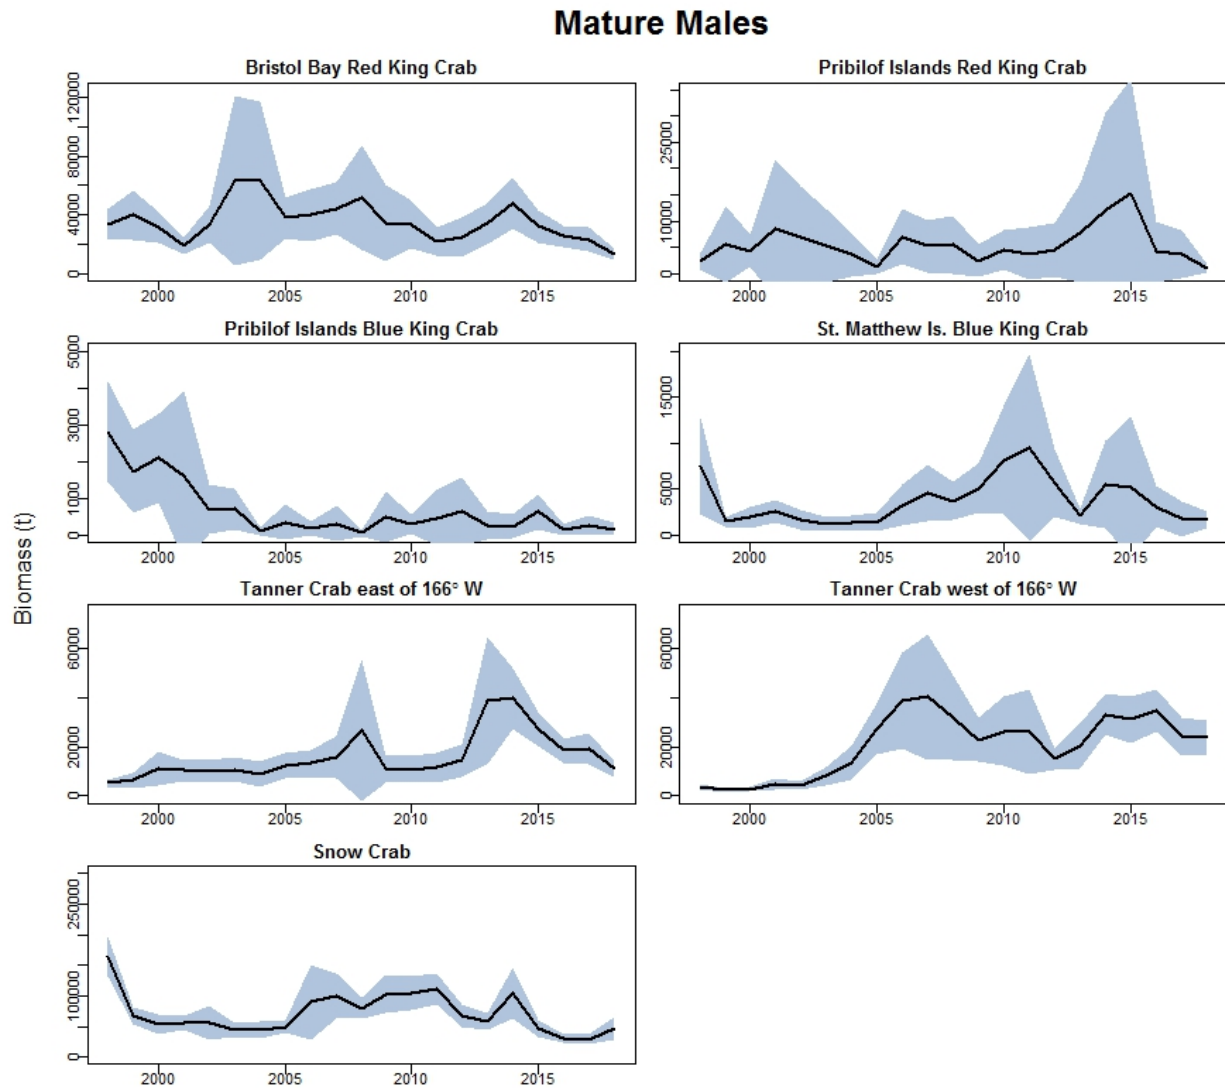 Mature Males
Bristol Bay Red King Crab
120000
80000
40000
0
2000 2005 2010 2015
Pribilof Islands Red King Crab
25000
10000
0
2000 2005 2010 2015
Pribilof Islands Blue King Crab
5000
3000
1000
0
2000 2005 2010 2015
St. Matthew Is. Blue King Crab
15000
5000
0
2000 2005 2010 2015
Biomass (t)
Tanner Crab east of 166° W
60000
20000
0
2000 2005 2010 2015
Tanner Crab west of 166° W
60000
20000
0
2000 2005 2010 2015
Snow Crab
250000
100000
0
2000 2005 2010 2015